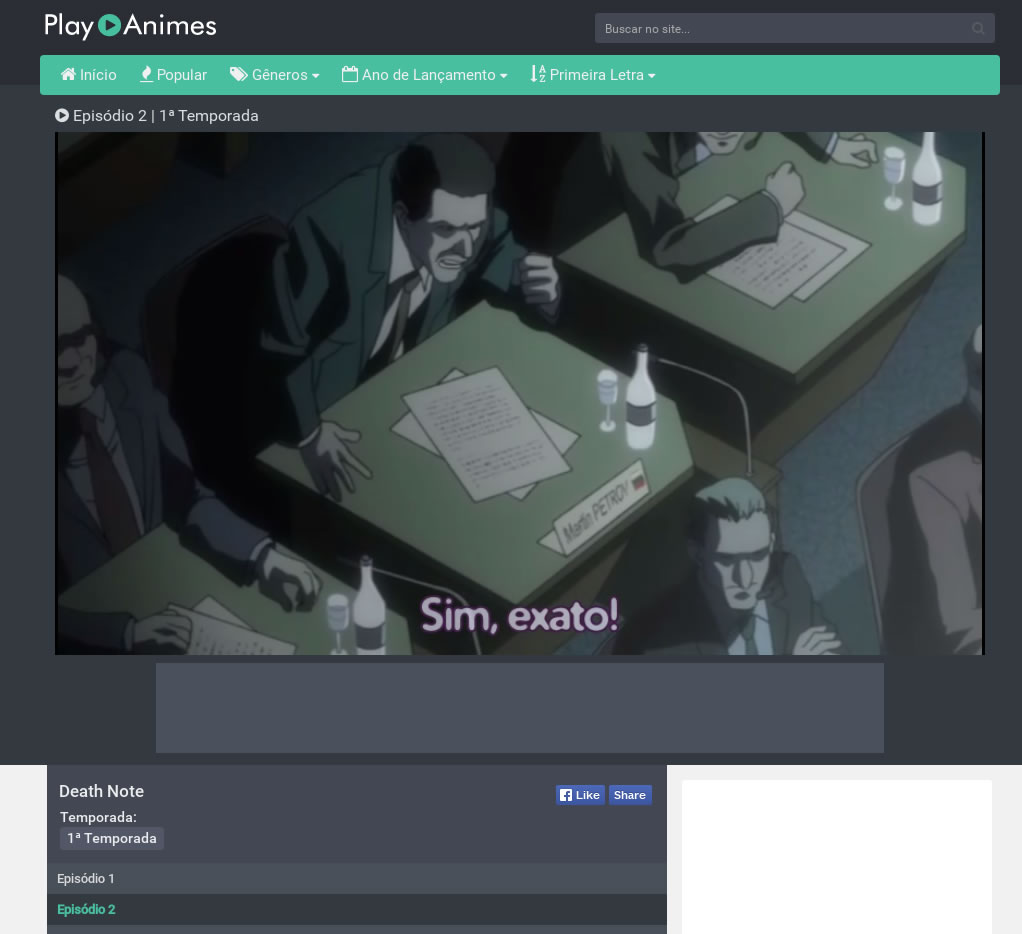 Play Animes
Buscar no site...
Início Popular Gêneros Ano de Lançamento Primeira Letra
Episódio 2 | 1ª Temporada
Martin PETROV
Sim, exato!
Death Note
Like Share
Temporada:
1ª Temporada
Episódio 1
Episódio 2